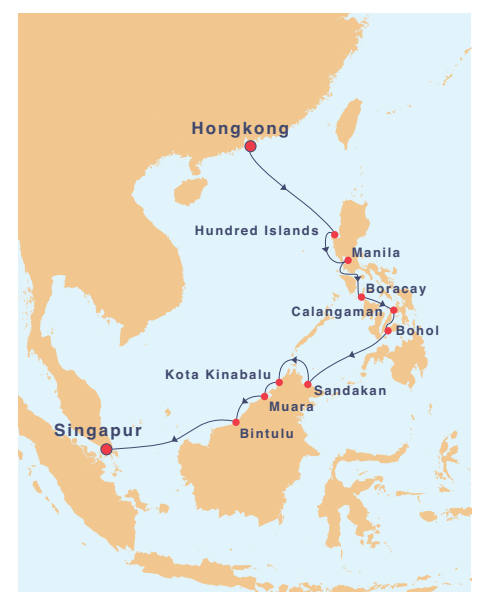 Hongkong
Hundred Islands
Manila
Boracay
Calangaman
Bohol
Kota Kinabalu
Sandakan
Muara
Singapur
Bintulu